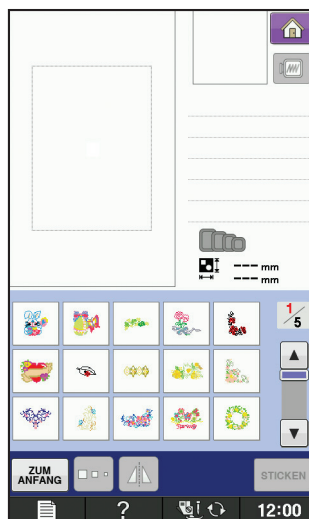 --- mm
--- mm
1/5
ZUM
ANFANG
STICKEN
? 12:00